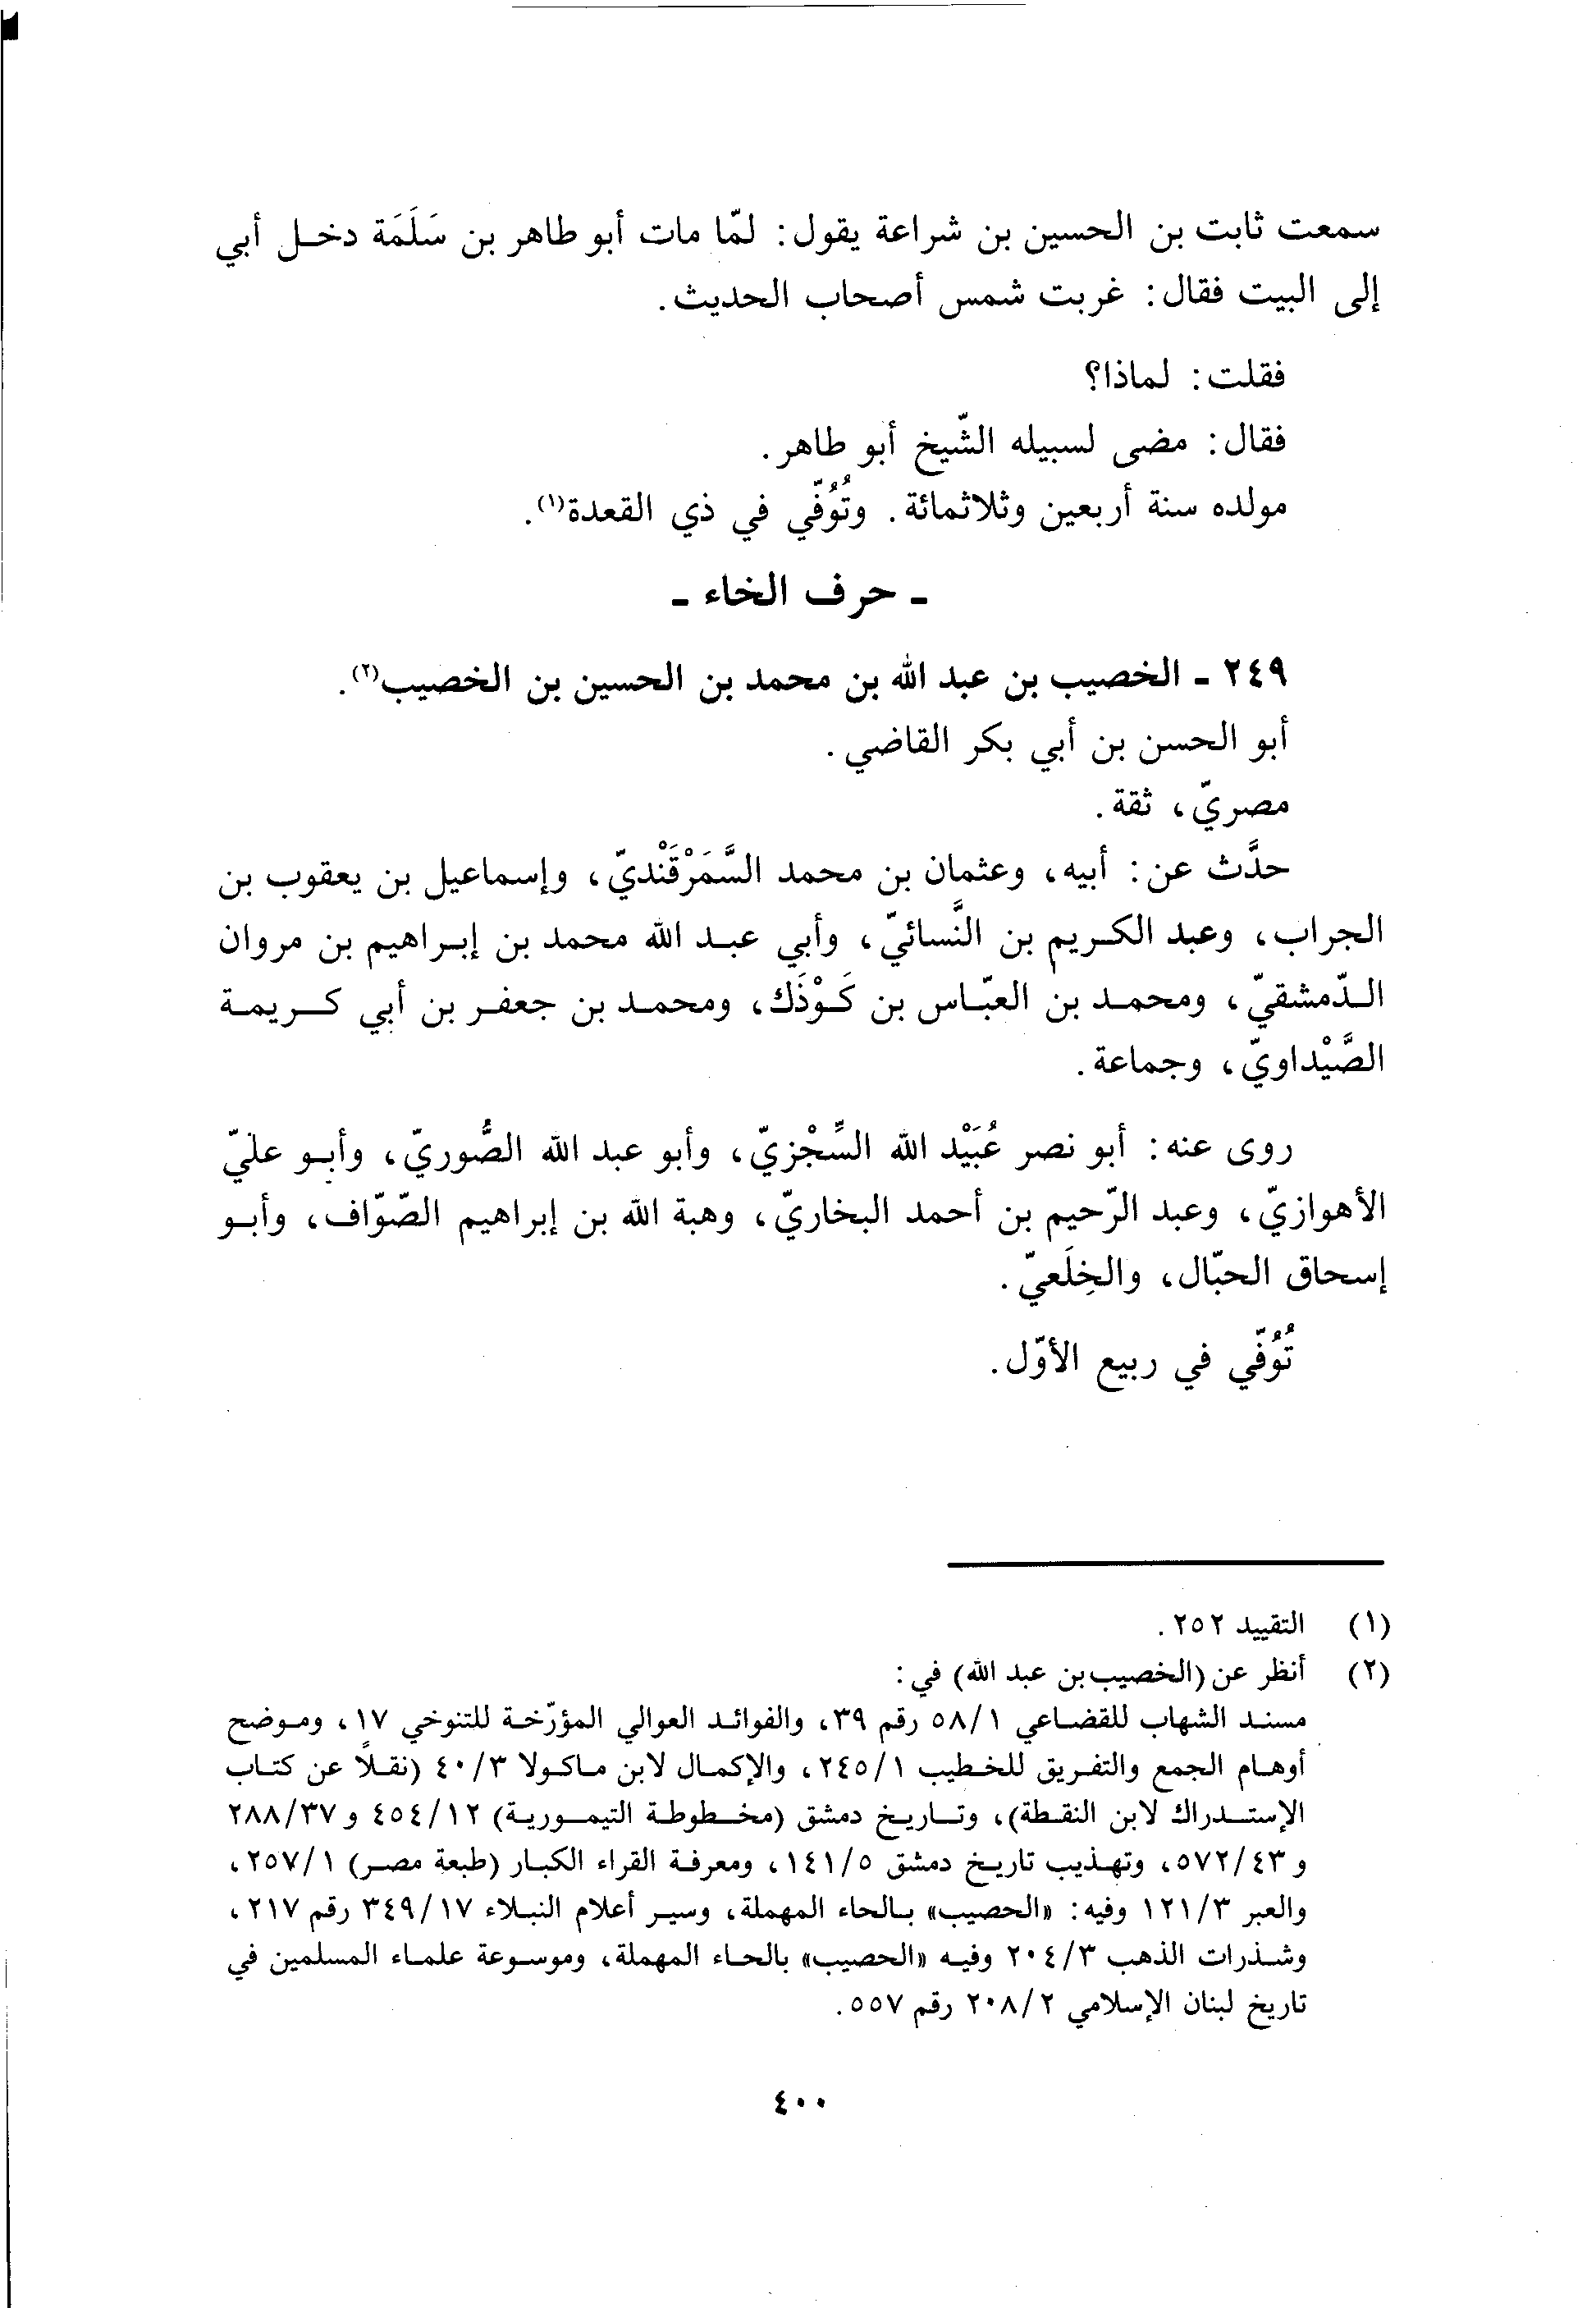 سمعت ثابت بن الحسين بن شراعة يقول: لمّا مات أبو طاهر بن سَلَمَة دخل أبي
إلى البيت فقال: غربت شمس أصحاب الحديث.
فقلت: لماذا؟
فقال: مضى لسبيله الشّيخ أبو طاهر.
مولده سنة أربعين وثلاثمائة. وتُوُفّي في ذي القعدة(١).
ـ حرف الخاء ـ
٢٤٩ ـ الخصيب بن عبد الله بن محمد بن الحسين بن الخصيب(٢).
أبو الحسن بن أبي بكر القاضي.
مصريّ، ثقة.
حدَّث عن: أبيه، وعثمان بن محمد السَّمَرْقَنْديّ، وإسماعيل بن يعقوب بن
الجراب، وعبد الكريم بن النَّسائيّ، وأبي عبد الله محمد بن إبراهيم بن مروان
الدّمشقيّ، ومحمد بن العبّاس بن كَوْذَك، ومحمد بن جعفر بن أبي كريمة
الصَّيْداويّ، وجماعة.
روى عنه: أبو نصر عُبَيْد الله السِّجْزيّ، وأبو عبد الله الصُّوريّ، وأبو عليّ
الأهوازيّ، وعبد الرّحيم بن أحمد البخاريّ، وهبة الله بن إبراهيم الصّوّاف، وأبو
إسحاق الحبّال، والخِلَعيّ.
تُوُفّي في ربيع الأوّل.
(١) التقييد ٢٥٢.
(٢) أنظر عن (الخصيب بن عبد الله) في:
مسند الشهاب للقضاعي ٥٨/١ رقم ٣٩، والفوائد العوالي المؤرّخة للتنوخي ١٧، وموضح
أوهام الجمع والتفريق للخطيب ٢٤٥/١، والإكمال لابن ماكولا ٤٠/٣ (نقلاً عن كتاب
الإستدراك لابن النقطة)، وتاريخ دمشق (مخطوطة التيمورية) ٤٥٤/١٢ و ٢٨٨/٣٧
و ٥٧٢/٤٣، وتهذيب تاريخ دمشق ١٤١/٥، ومعرفة القراء الكبار (طبعة مصر) ٢٥٧/١،
والعبر ١٢١/٣ وفيه: «الحصيب» بالحاء المهملة، وسير أعلام النبلاء ٣٤٩/١٧ رقم ٢١٧،
وشذرات الذهب ٢٠٤/٣ وفيه «الحصيب» بالحاء المهملة، وموسوعة علماء المسلمين في
تاريخ لبنان الإسلامي ٢٠٨/٢ رقم ٥٥٧.
٤٠٠